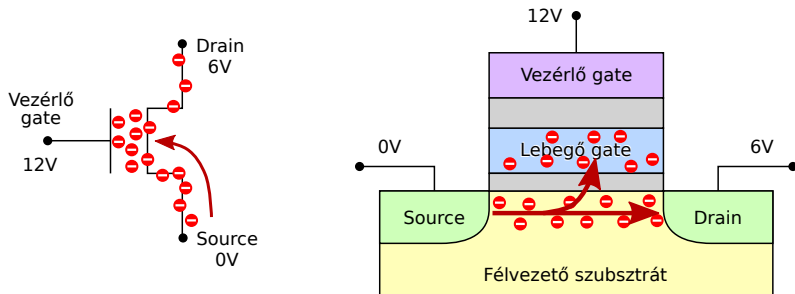 Drain
6V
Vezérlő
gate
12V
Source
0V
12V
Vezérlő gate
Lebegő gate
0V
6V
Source
Drain
Félvezető szubsztrát